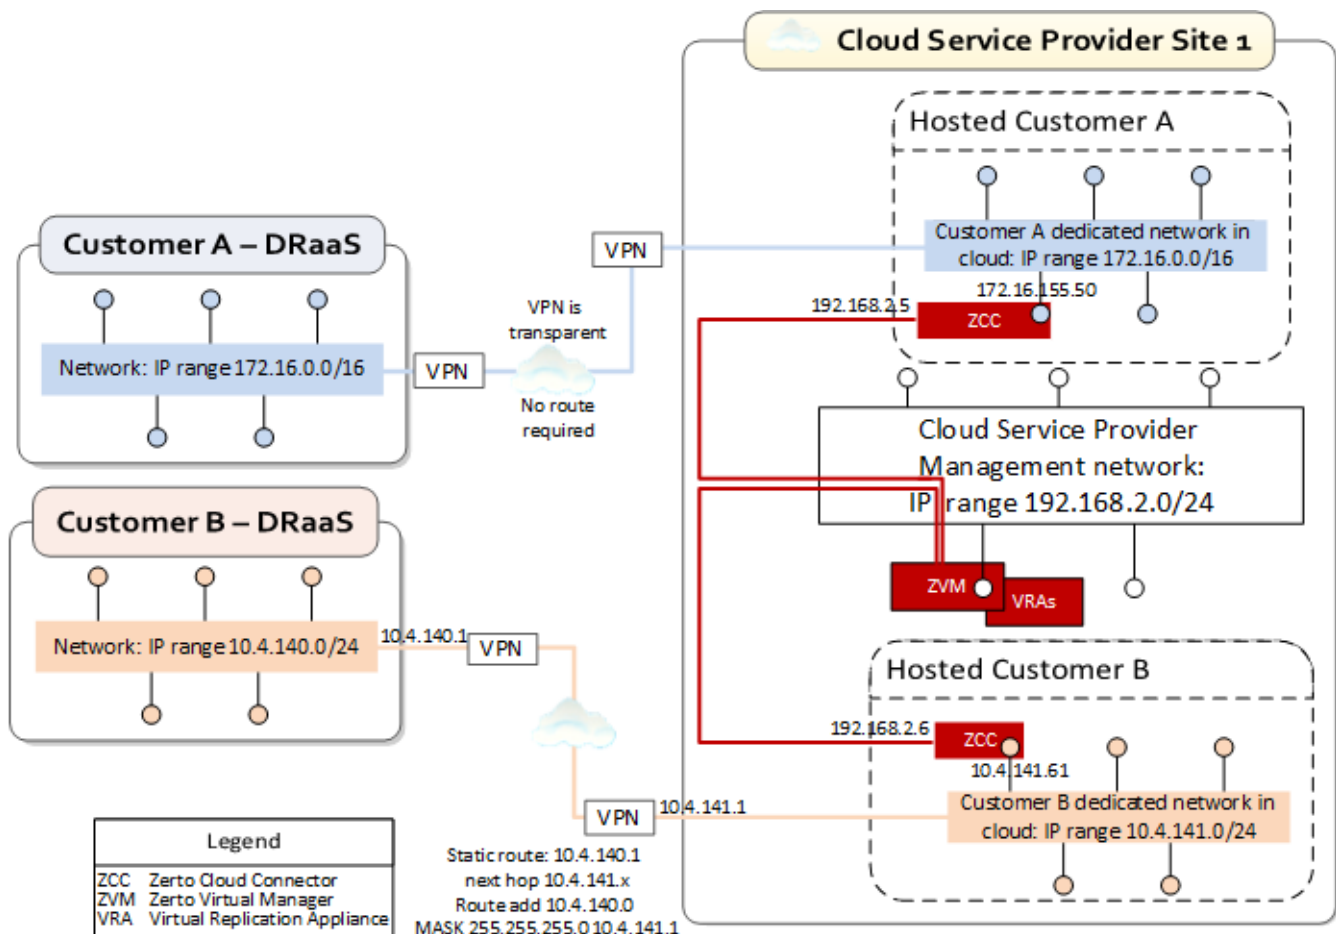 Cloud Service Provider Site 1
Hosted Customer A
Customer A dedicated network in
cloud: IP range 172.16.0.0/16
172.16.155.50
192.168.2.5
ZCC
Customer A – DRaaS
Network: IP range 172.16.0.0/16
VPN
VPN is
transparent
No route
required
VPN
Cloud Service Provider
Management network:
IP range 192.168.2.0/24
ZVM
VRAs
Customer B – DRaaS
Network: IP range 10.4.140.0/24
10.4.140.1
VPN
VPN
10.4.141.1
Hosted Customer B
192.168.2.6
ZCC
10.4.141.61
Customer B dedicated network in
cloud: IP range 10.4.141.0/24
Static route: 10.4.140.1
next hop 10.4.141.x
Route add 10.4.140.0
MASK 255.255.255.0 10.4.141.1
Legend
ZCC Zerto Cloud Connector
ZVM Zerto Virtual Manager
VRA Virtual Replication Appliance